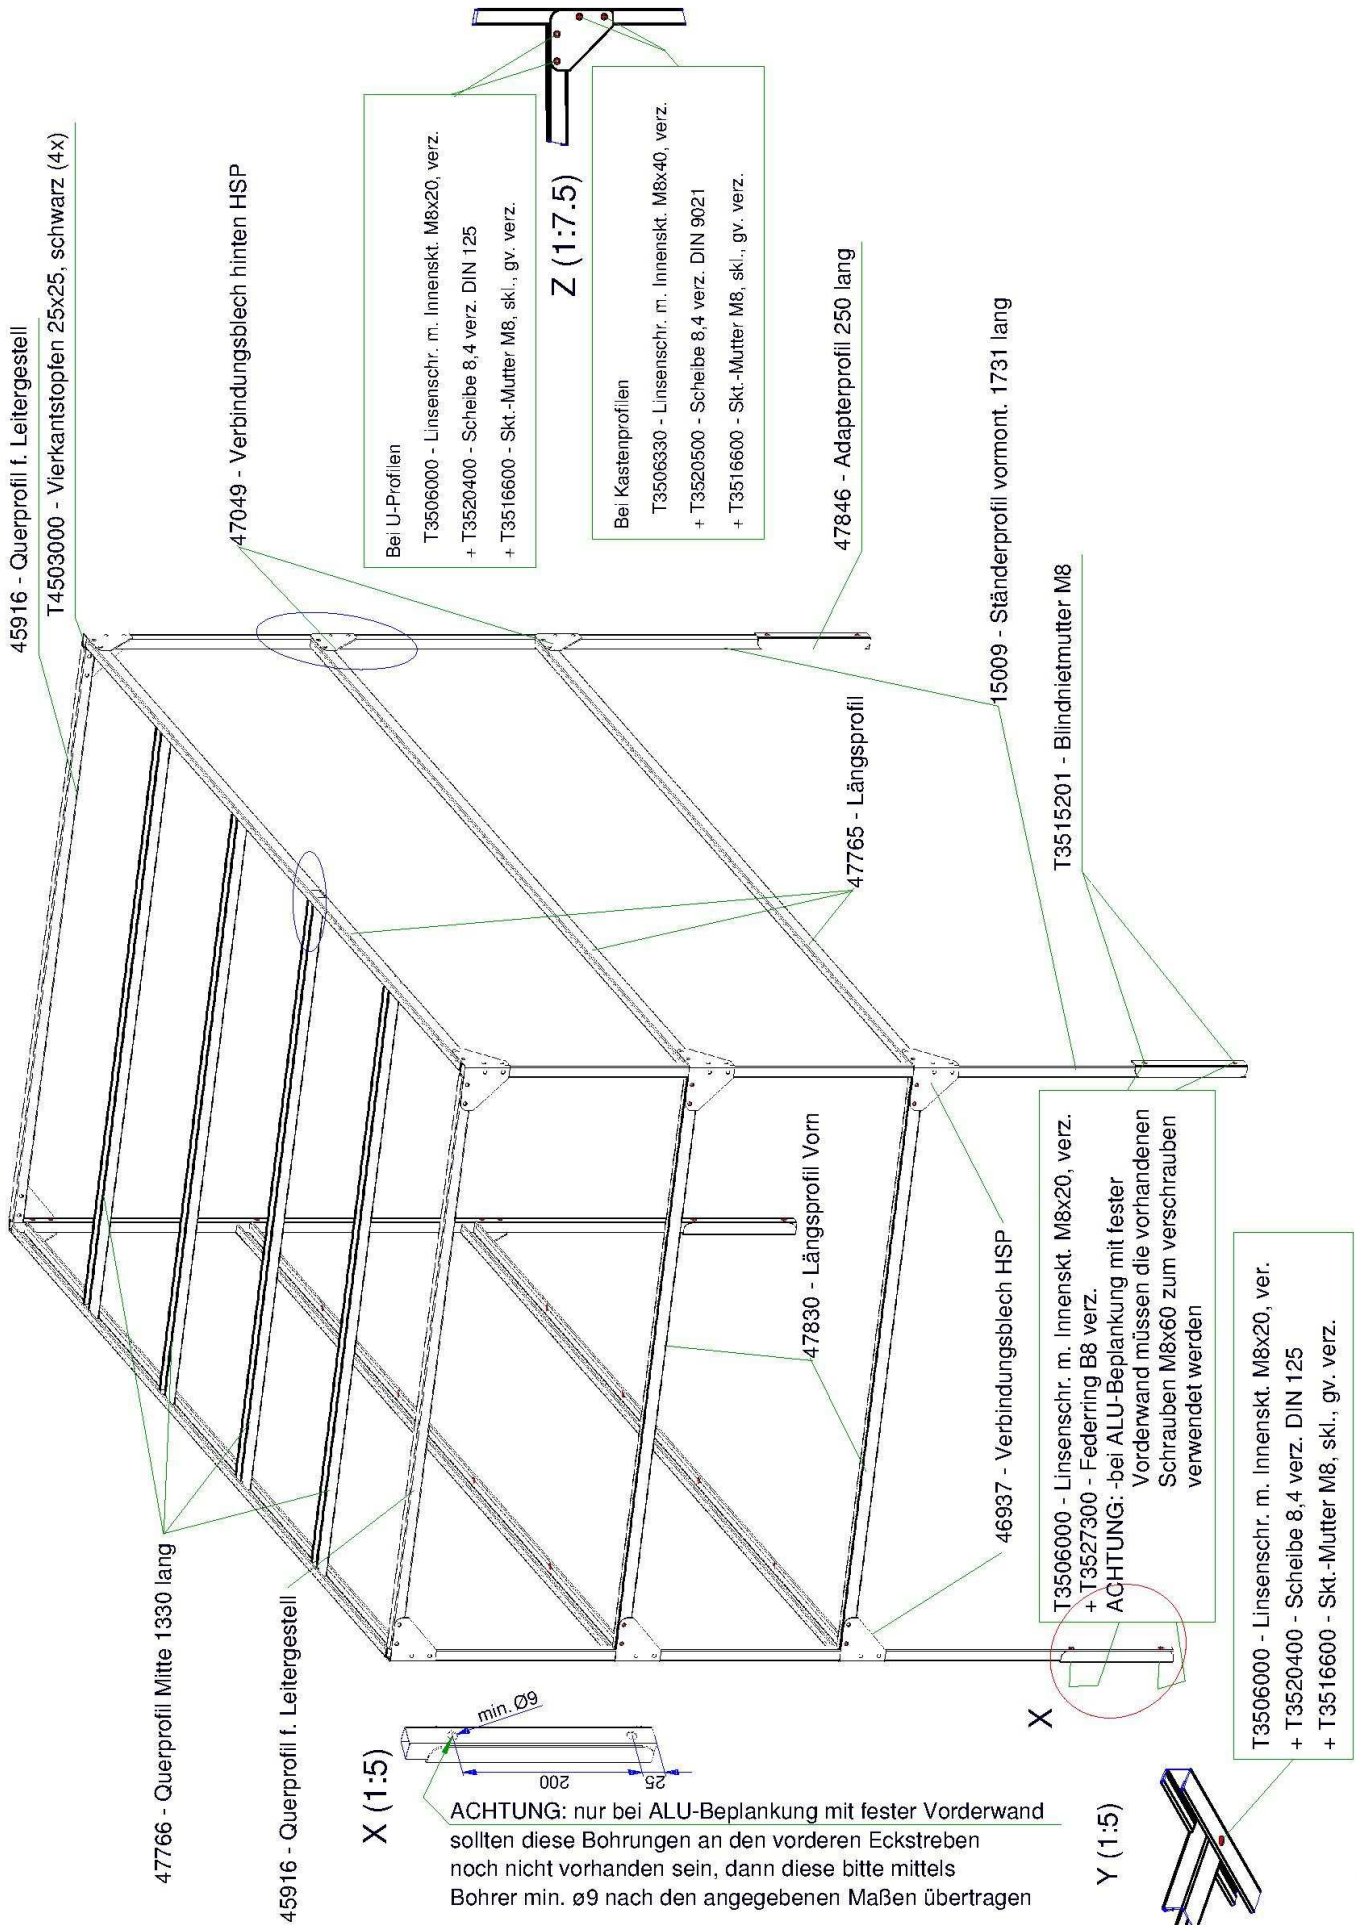 45916 - Querprofil f. Leitergestell
T4503000 - Vierkantstopfen 25x25, schwarz (4x)
47049 - Verbindungsblech hinten HSP
Bei U-Profilen
T3506000 - Linsenschr. m. Innenskt. M8x20, verz.
+ T3520400 - Scheibe 8,4 verz. DIN 125
+ T3516600 - Skt.-Mutter M8, skl., gv. verz.
Z (1:7.5)
Bei Kastenprofilen
T3506330 - Linsenschr. m. Innenskt. M8x40, verz.
+ T3520500 - Scheibe 8,4 verz. DIN 9021
+ T3516600 - Skt.-Mutter M8, skl., gv. verz.
47846 - Adapterprofil 250 lang
15009 - Ständerprofil vormont. 1731 lang
T3515201 - Blindnietmutter M8
47765 - Längsprofil
47766 - Querprofil Mitte 1330 lang
45916 - Querprofil f. Leitergestell
47830 - Längsprofil Vorn
46937 - Verbindungsblech HSP
T3506000 - Linsenschr. m. Innenskt. M8x20, verz.
+ T3527300 - Federring B8 verz.
ACHTUNG: -bei ALU-Beplankung mit fester
Vorderwand müssen die vorhandenen
Schrauben M8x60 zum verschrauben
verwendet werden
X
X (1:5)
min. Ø9
200
25
ACHTUNG: nur bei ALU-Beplankung mit fester Vorderwand
sollten diese Bohrungen an den vorderen Eckstreben
noch nicht vorhanden sein, dann diese bitte mittels
Bohrer min. ø9 nach den angegebenen Maßen übertragen
Y (1:5)
T3506000 - Linsenschr. m. Innenskt. M8x20, ver.
+ T3520400 - Scheibe 8,4 verz. DIN 125
+ T3516600 - Skt.-Mutter M8, skl., gv. verz.